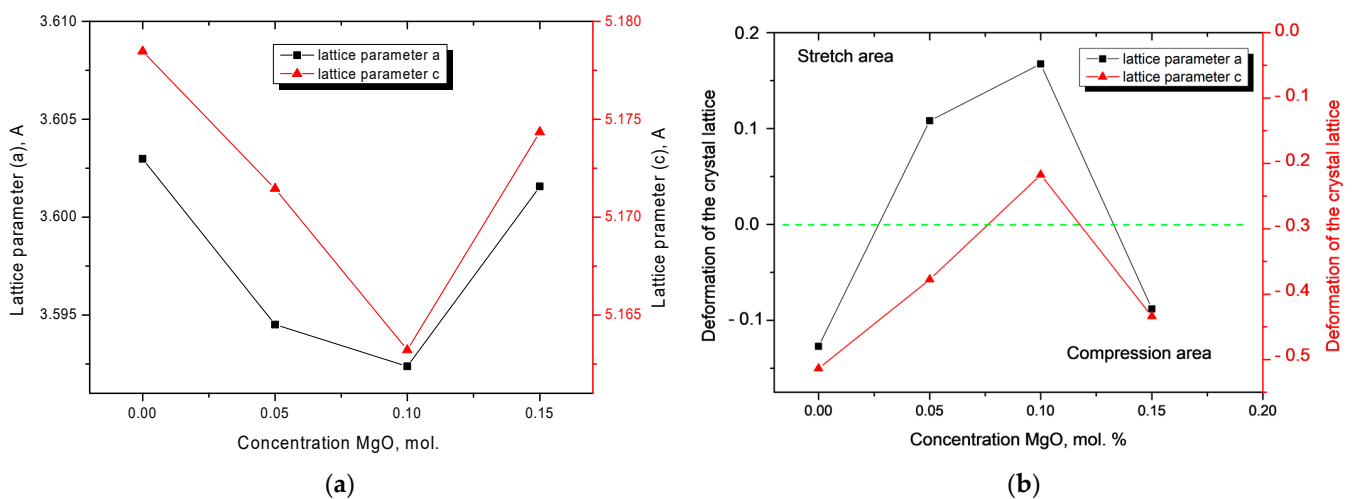 3.610
3.605
3.600
3.595
Lattice parameter (a), A
lattice parameter a
lattice parameter c
5.180
5.175
5.170
5.165
Lattice prameter (c), A
0.00
0.05
0.10
0.15
Concentration MgO, mol.
(a)
0.2
0.1
0.0
- 0.1
Deformation of the crystal lattice
Stretch area
lattice parameter a
lattice parameter c
Compression area
0.0
- 0.1
- 0.2
- 0.3
- 0.4
- 0.5
Deformation of the crystal lattice
0.00
0.05
0.10
0.15
0.20
Concentration MgO, mol. %
(b)